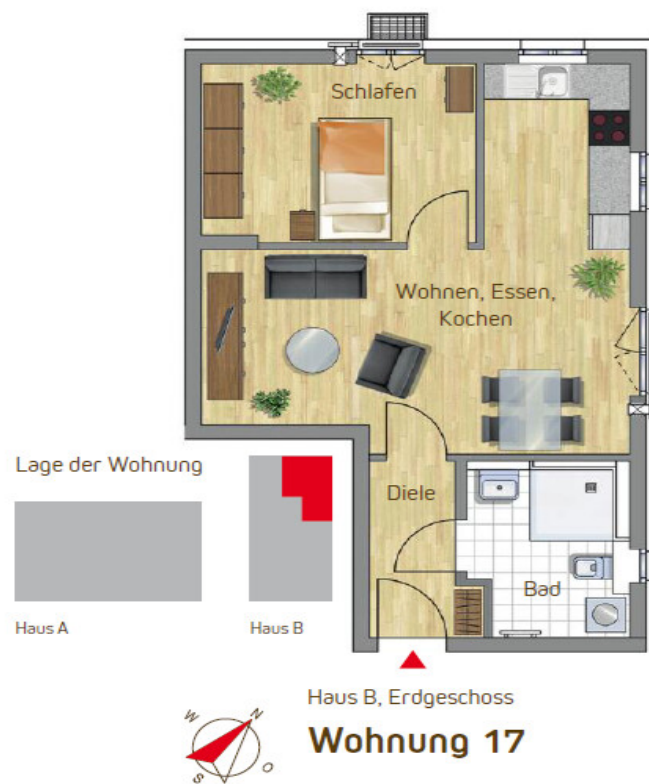 Schlafen
Wohnen, Essen,
Kochen
Lage der Wohnung
Diele
Bad
Haus A
Haus B
Haus B, Erdgeschoss
Wohnung 17
W
N
S
O